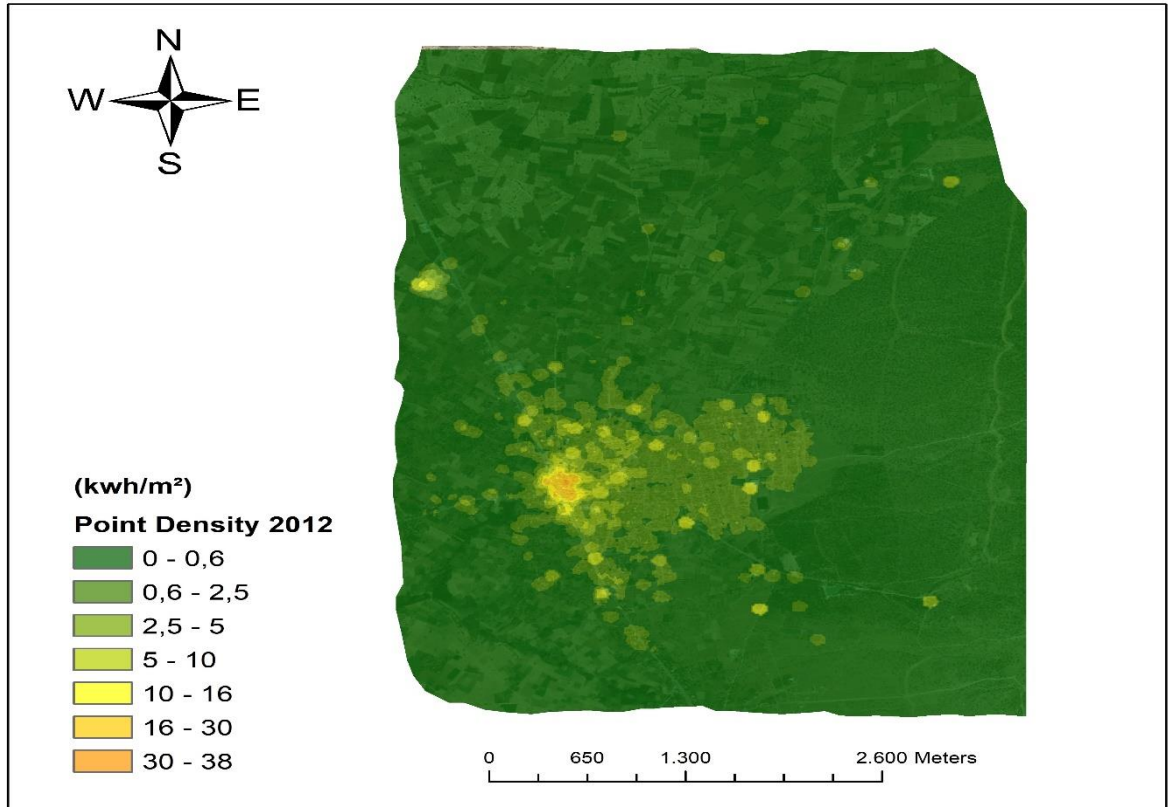 N
W E
S
(kwh/m²)
Point Density 2012
0 - 0,6
0,6 - 2,5
2,5 - 5
5 - 10
10 - 16
16 - 30
30 - 38
0 650 1.300 2.600 Meters